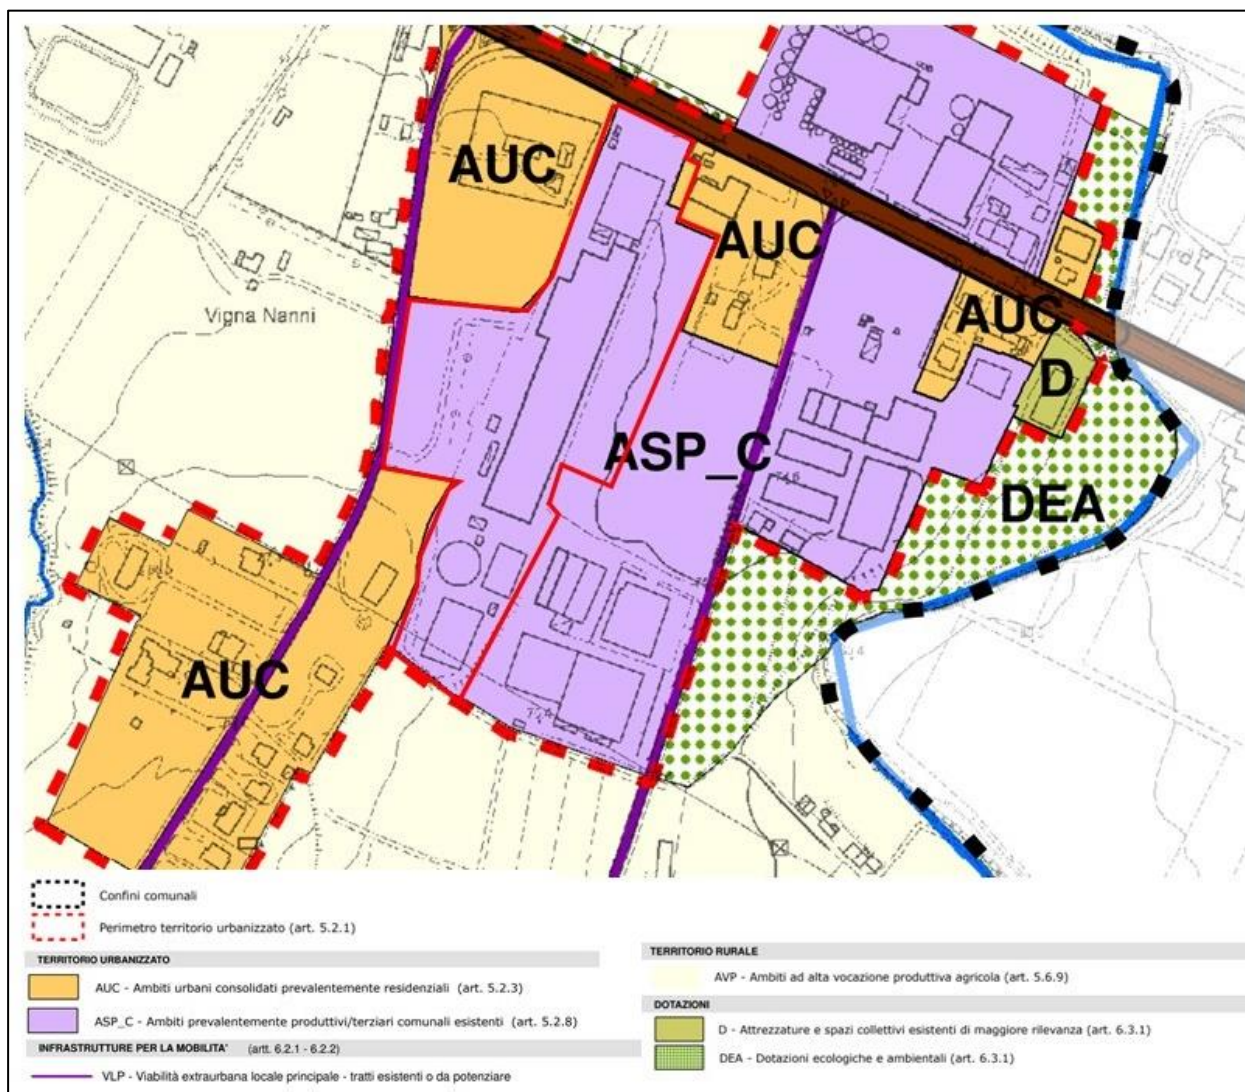 AUC
AUC
Vigna Nanni
AUC
D
ASP_C
DEA
AUC
Confini comunali
Perimetro territorio urbanizzato (art. 5.2.1)
TERRITORIO URBANIZZATO
AUC - Ambiti urbani consolidati prevalentemente residenziali (art. 5.2.3)
ASP_C - Ambiti prevalentemente produttivi/terziari comunali esistenti (art. 5.2.8)
INFRASTRUTTURE PER LA MOBILITA' (artt. 6.2.1 - 6.2.2)
VLP - Viabilità extraurbana locale principale - tratti esistenti o da potenziare
TERRITORIO RURALE
AVP - Ambiti ad alta vocazione produttiva agricola (art. 5.6.9)
DOTAZIONI
D - Attrezzature e spazi collettivi esistenti di maggiore rilevanza (art. 6.3.1)
DEA - Dotazioni ecologiche e ambientali (art. 6.3.1)